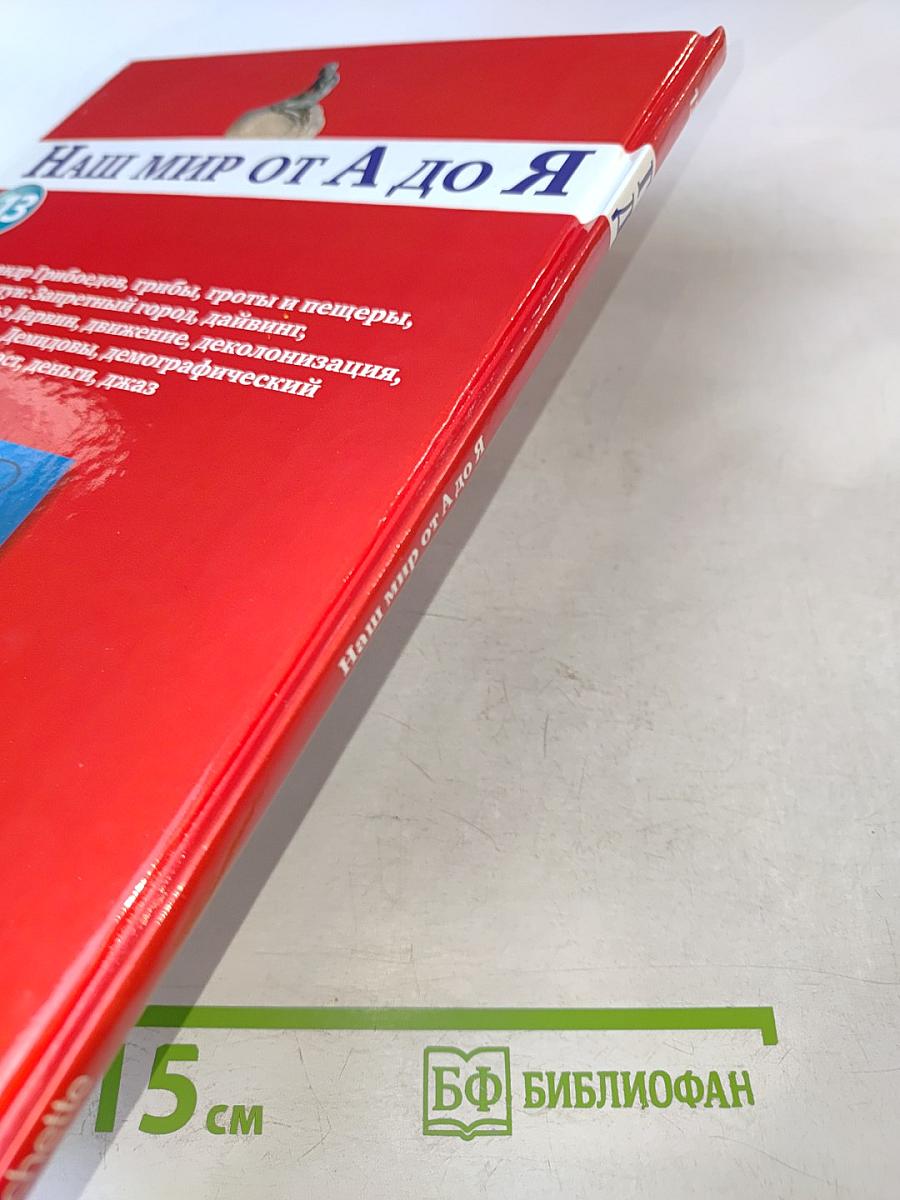 НАШ МИР ОТ А ДО Я
13
Грибоедов, грибы, гроты и пещеры,
Запретный город, дайвинг,
Дарвин, движение, деколонизация,
Демидовы, демографический
деньги, джаз
Г
Д
Наш мир от А до Я
15 см
БФ БИБЛИОФАН